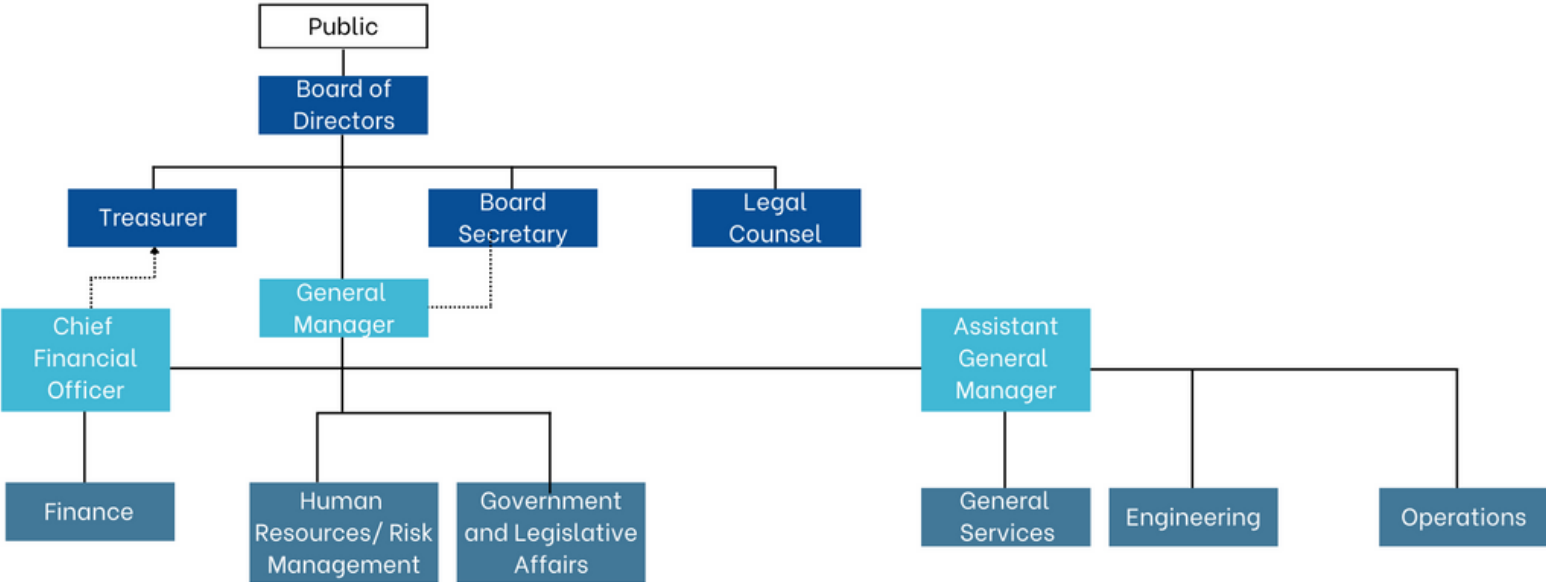 Public
Board of
Directors
Treasurer
Board
Secretary
Legal
Counsel
General
Manager
Chief
Financial
Officer
Assistant
General
Manager
Finance
Human
Resources/ Risk
Management
Government
and Legislative
Affairs
General
Services
Engineering
Operations